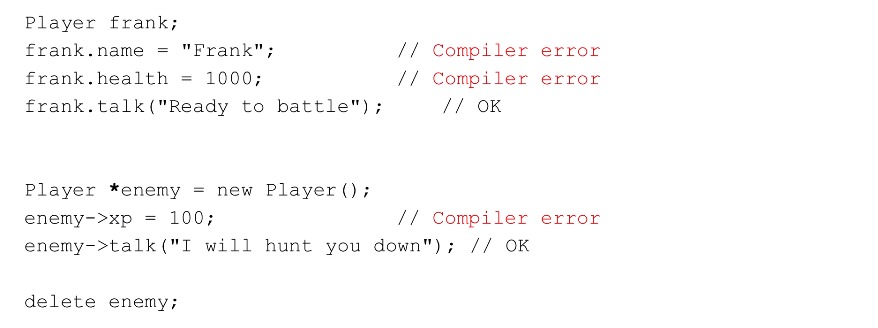 Player frank;
frank.name = "Frank"; // Compiler error
frank.health = 1000; // Compiler error
frank.talk("Ready to battle"); // OK
Player *enemy = new Player();
enemy->xp = 100; // Compiler error
enemy->talk("I will hunt you down"); // OK
delete enemy;